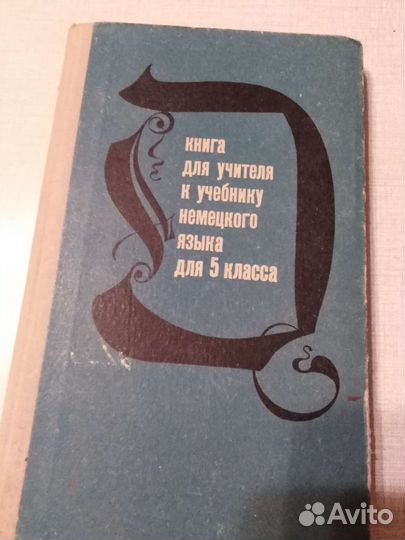 книга
для учителя
к учебнику
немецкого
языка
для 5 класса
Avito